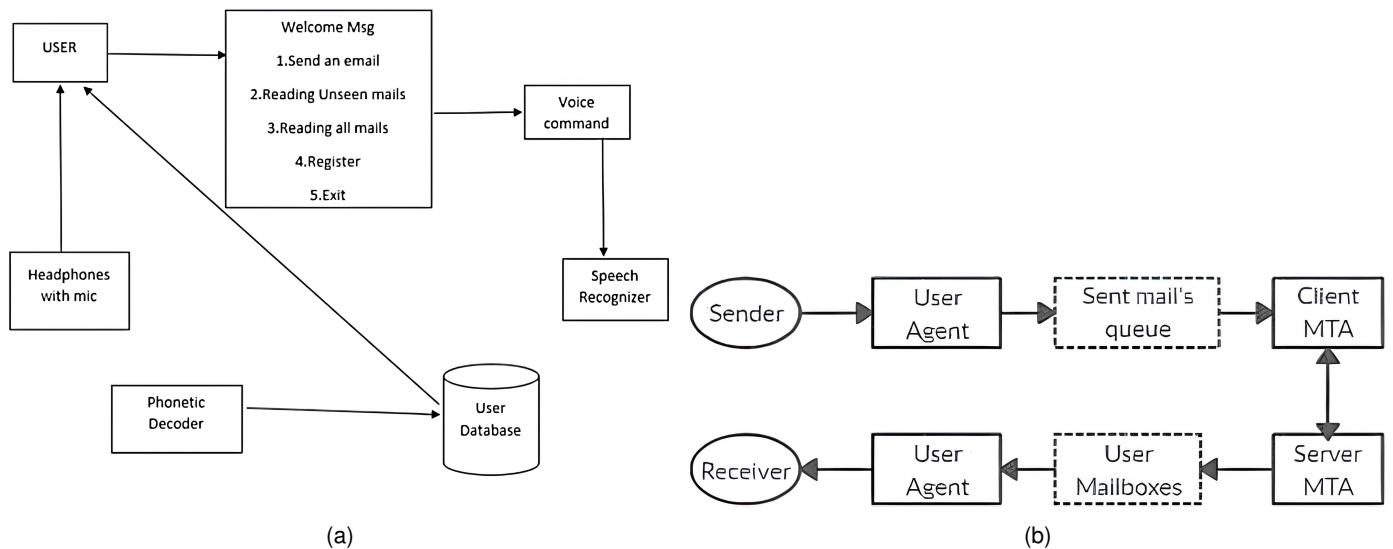 USER
Welcome Msg
1.Send an email
2.Reading Unseen mails
3.Reading all mails
4.Register
5.Exit
Voice
command
Headphones
with mic
Speech
Recognizer
Phonetic
Decoder
User
Database
(a)
Sender
User
Agent
Sent mail's
queue
Client
MTA
Receiver
User
Agent
User
Mailboxes
Server
MTA
(b)